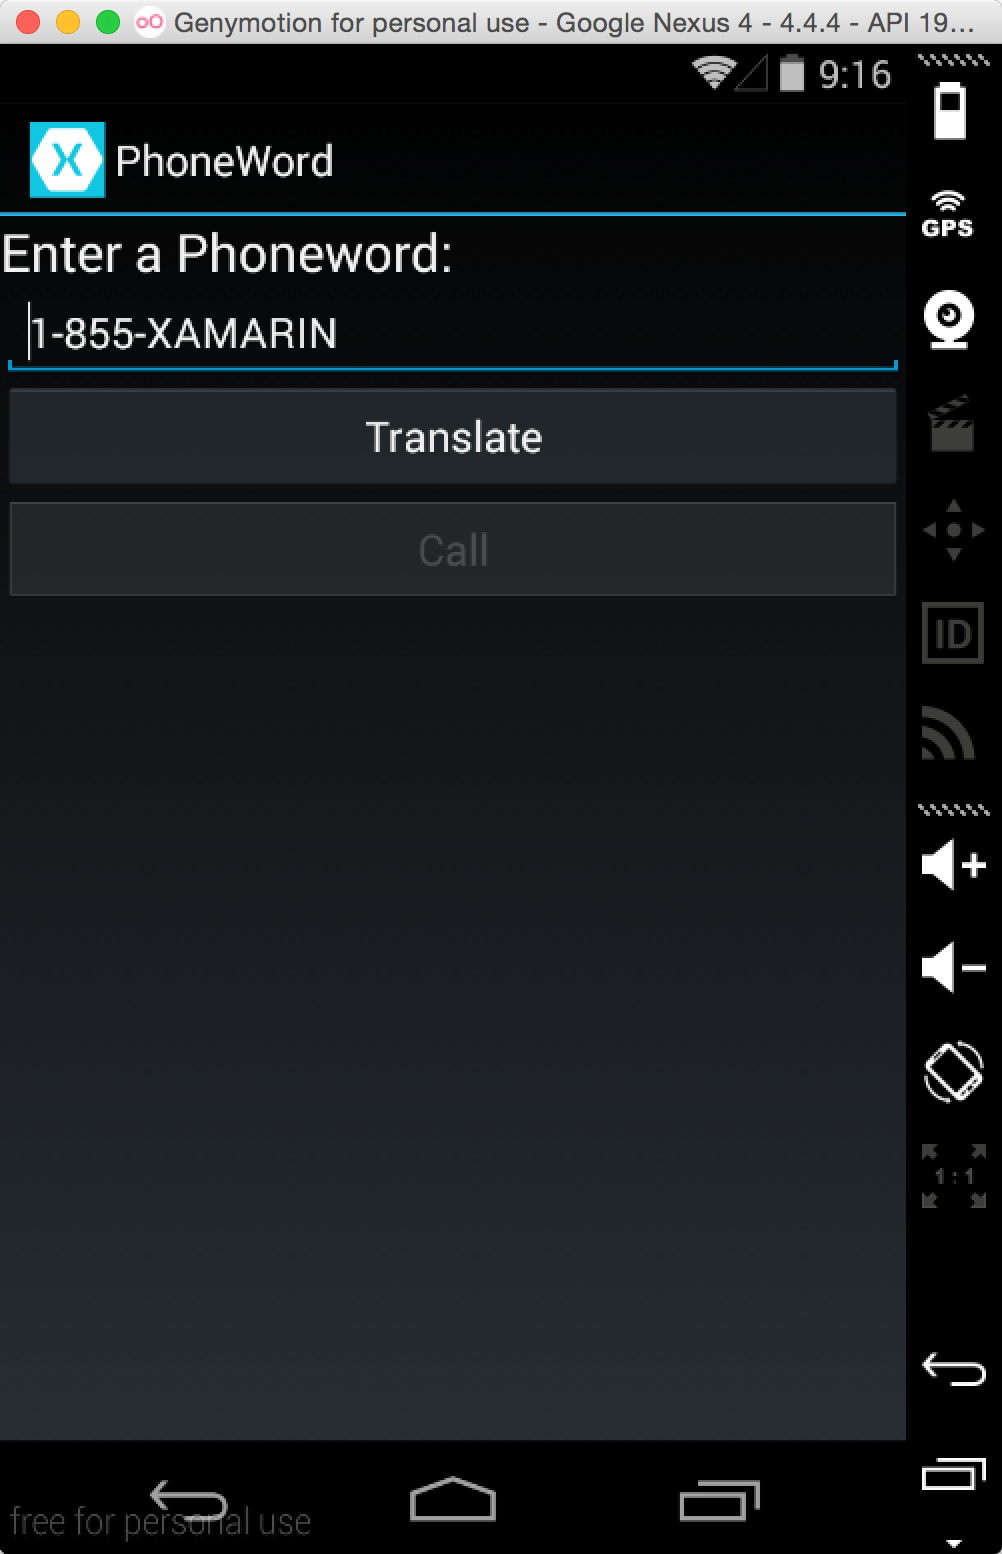 Genymotion for personal use - Google Nexus 4 - 4.4.4 - API 19...
9:16
PhoneWord
GPS
Enter a Phoneword:
1-855-XAMARIN
Translate
Call
ID
1:1
free for personal use